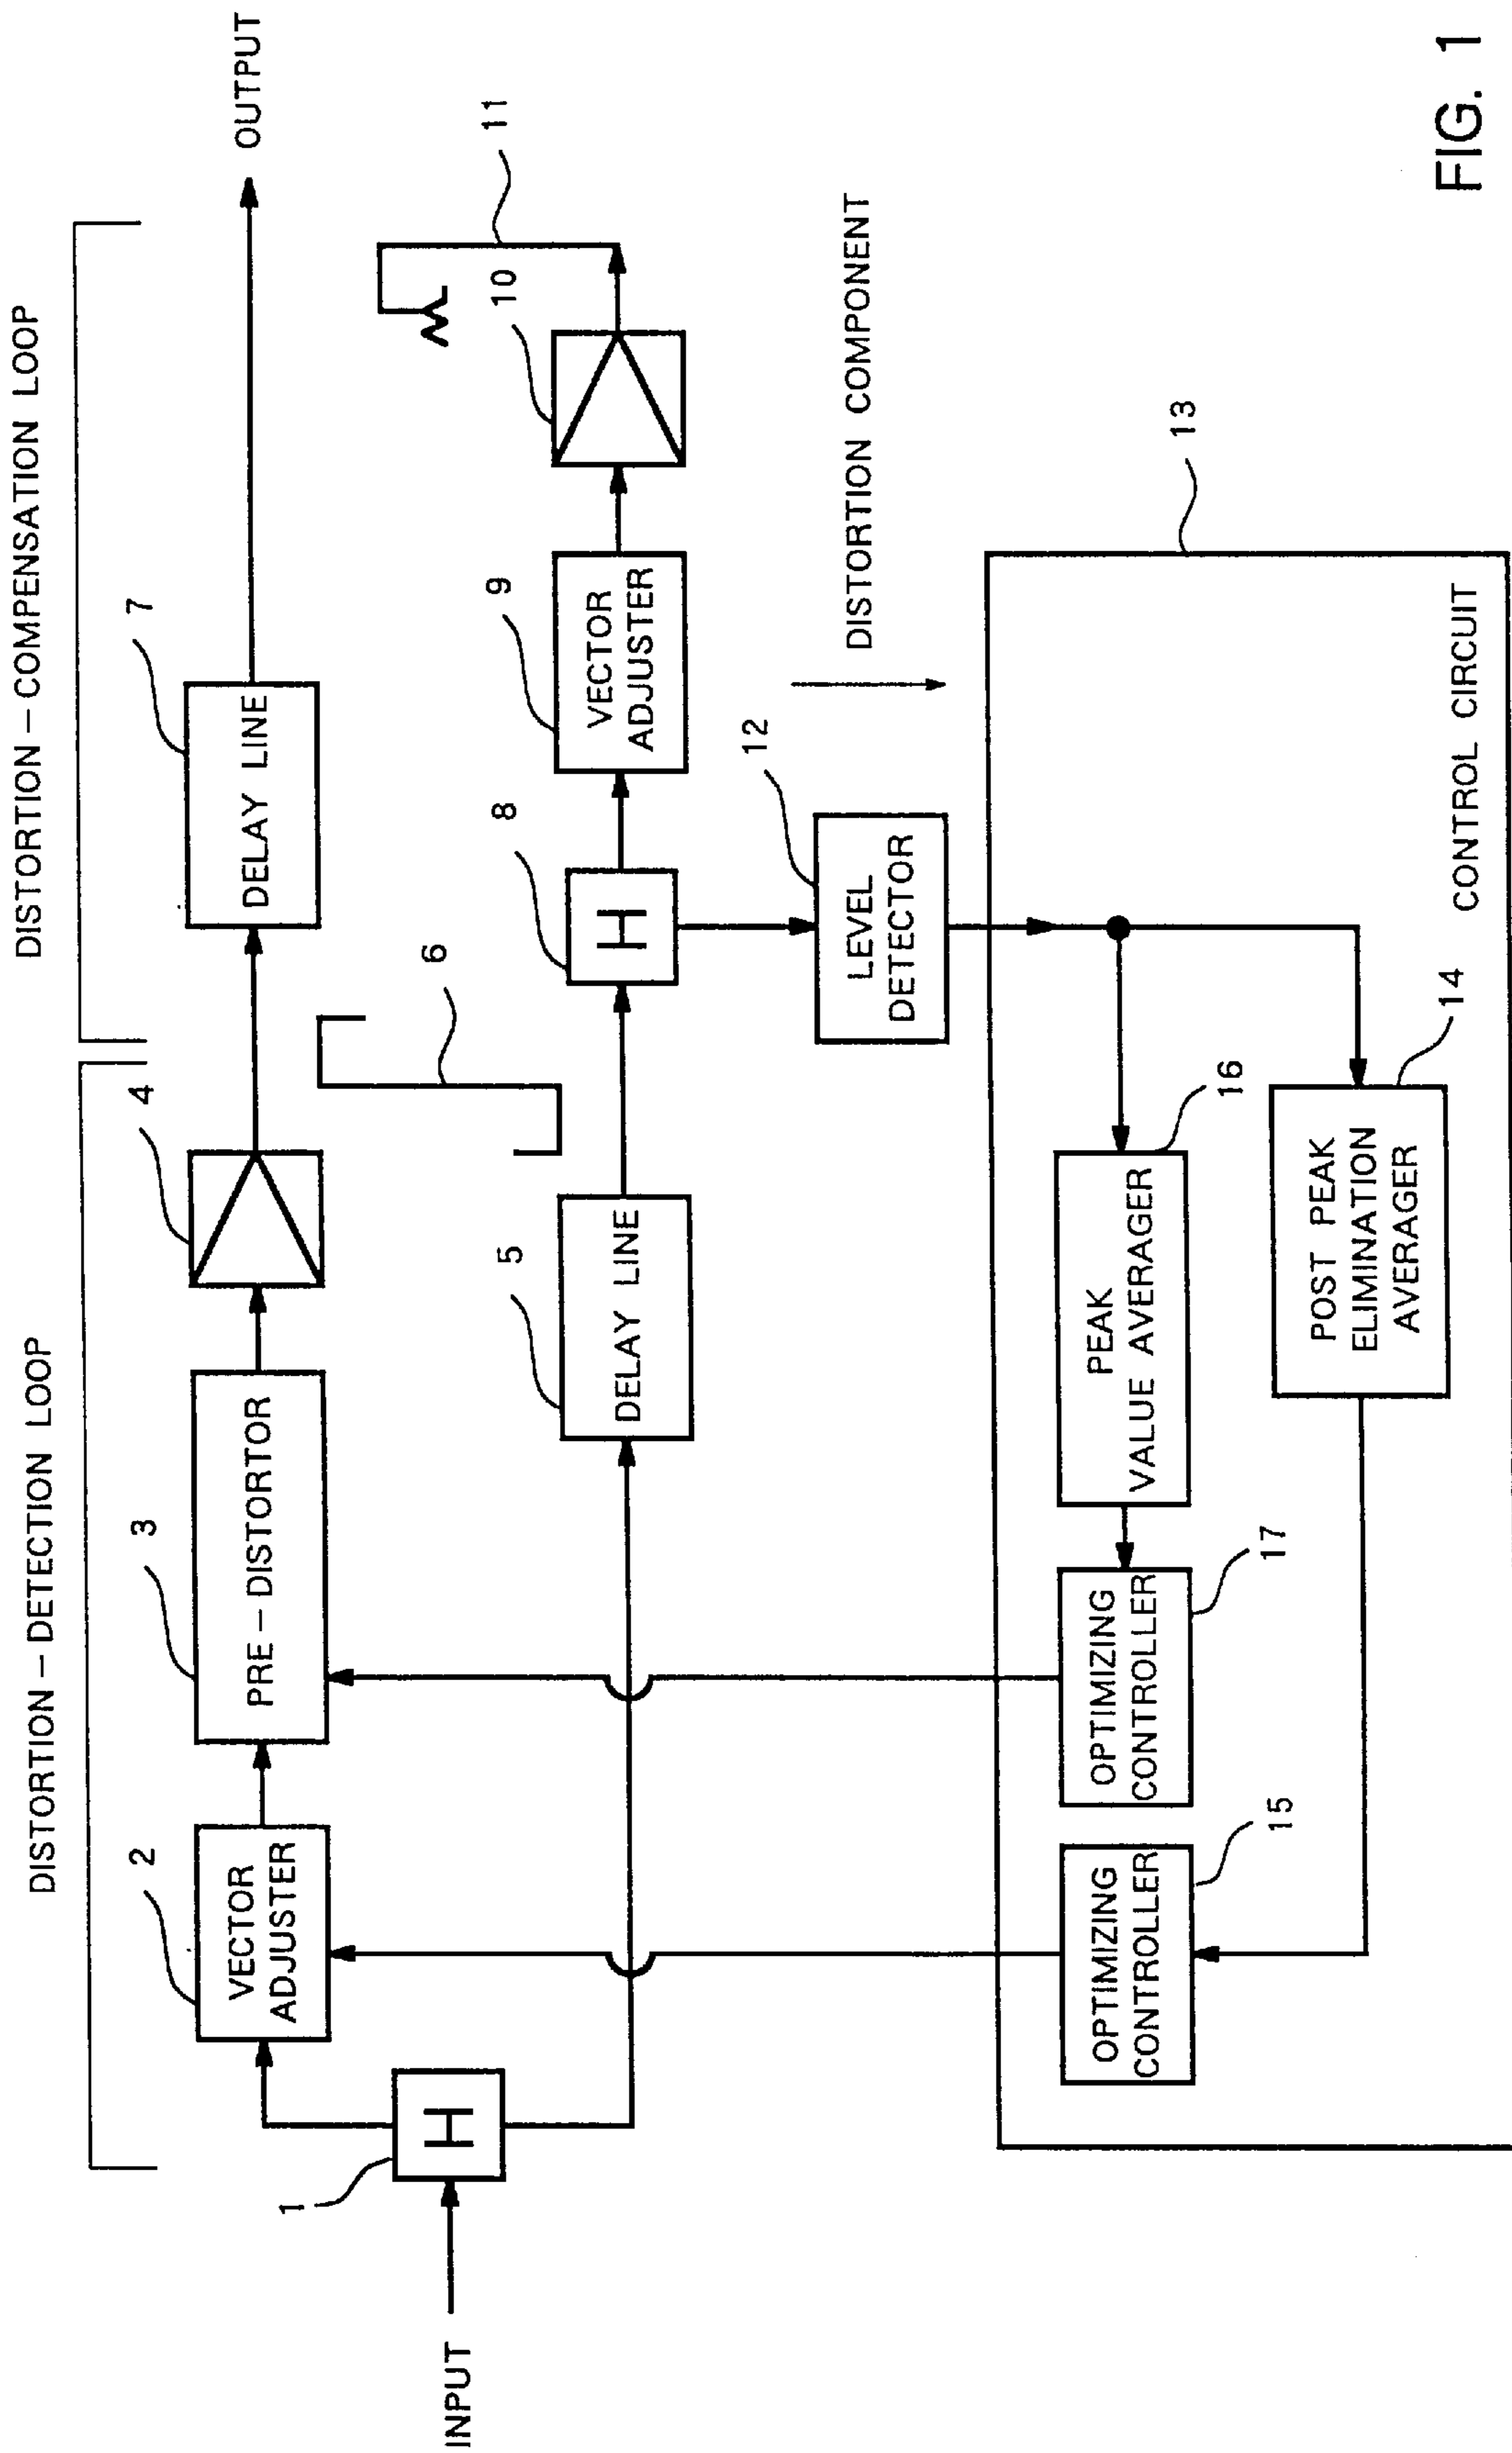 DISTORTION – DETECTION LOOP
DISTORTION – COMPENSATION LOOP
2
3
4
7
VECTOR
ADJUSTER
PRE – DISTORTOR
DELAY LINE
OUTPUT
1
H
INPUT
6
5
DELAY LINE
8
H
9
VECTOR
ADJUSTER
10
11
12
LEVEL
DETECTOR
DISTORTION COMPONENT
13
15
OPTIMIZING
CONTROLLER
17
OPTIMIZING
CONTROLLER
16
PEAK
VALUE AVERAGER
14
POST PEAK
ELIMINATION
AVERAGER
CONTROL CIRCUIT
FIG. 1